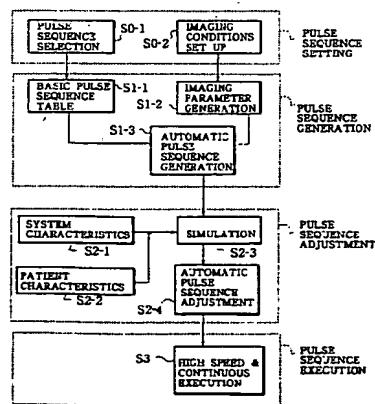 PULSE
SEQUENCE
SELECTION
S0-1
S0-2
IMAGING
CONDITIONS
SET UP
PULSE
SEQUENCE
SETTING
BASIC PULSE
SEQUENCE
TABLE
S1-1
S1-2
IMAGING
PARAMETER
GENERATION
S1-3
AUTOMATIC
PULSE
SEQUENCE
GENERATION
PULSE
SEQUENCE
GENERATION
SYSTEM
CHARACTERISTICS
S2-1
SIMULATION
S2-3
PATIENT
CHARACTERISTICS
S2-2
AUTOMATIC
PULSE
SEQUENCE
ADJUSTMENT
S2-4
PULSE
SEQUENCE
ADJUSTMENT
S3
HIGH SPEED &
CONTINUOUS
EXECUTION
PULSE
SEQUENCE
EXECUTION